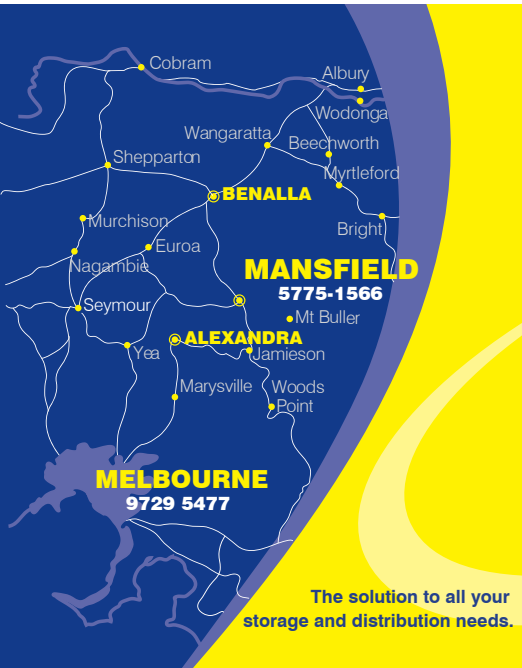 Cobram
Albury
Wodonga
Wangaratta
Beechworth
Shepparton
Myrtleford
BENALLA
Murchison
Bright
Euroa
Nagambie
MANSFIELD
5775-1566
Seymour
Mt Buller
ALEXANDRA
Yea
Jamieson
Marysville
Woods
Point
MELBOURNE
9729 5477
The solution to all your
storage and distribution needs.